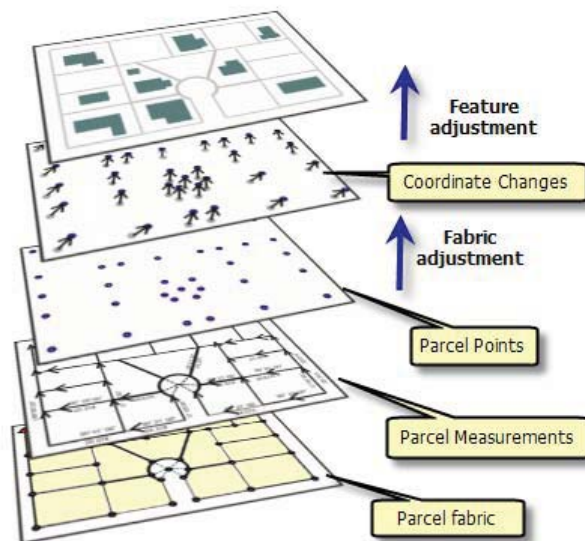 Feature
adjustment
Coordinate Changes
Fabric
adjustment
Parcel Points
Parcel Measurements
Parcel fabric